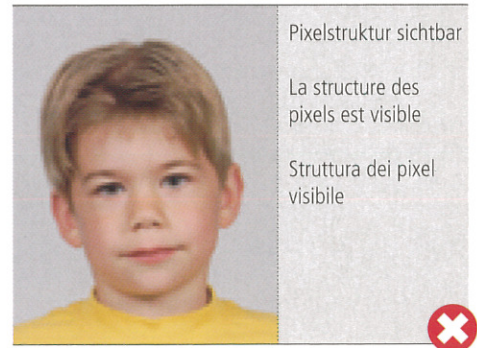 Pixelstruktur sichtbar
La structure des
pixels est visible
Struttura dei pixel
visibile